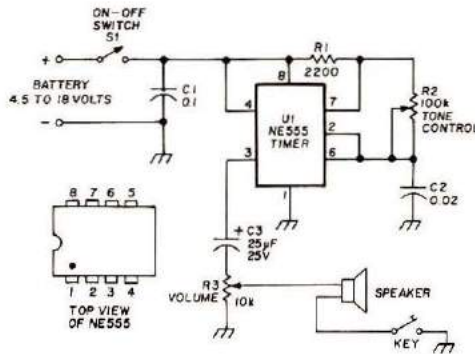 ON-OFF
SWITCH
S1
+
BATTERY
4.5 TO 18 VOLTS
-
C1
0.1
R1
2200
8
4
7
U1
NE555
TIMER
2
6
3
1
R2
100k
TONE
CONTROL
C2
0.02
+ C3
25µF
25V
R3
VOLUME
10k
SPEAKER
KEY
8 7 6 5
1 2 3 4
TOP VIEW
OF NE555